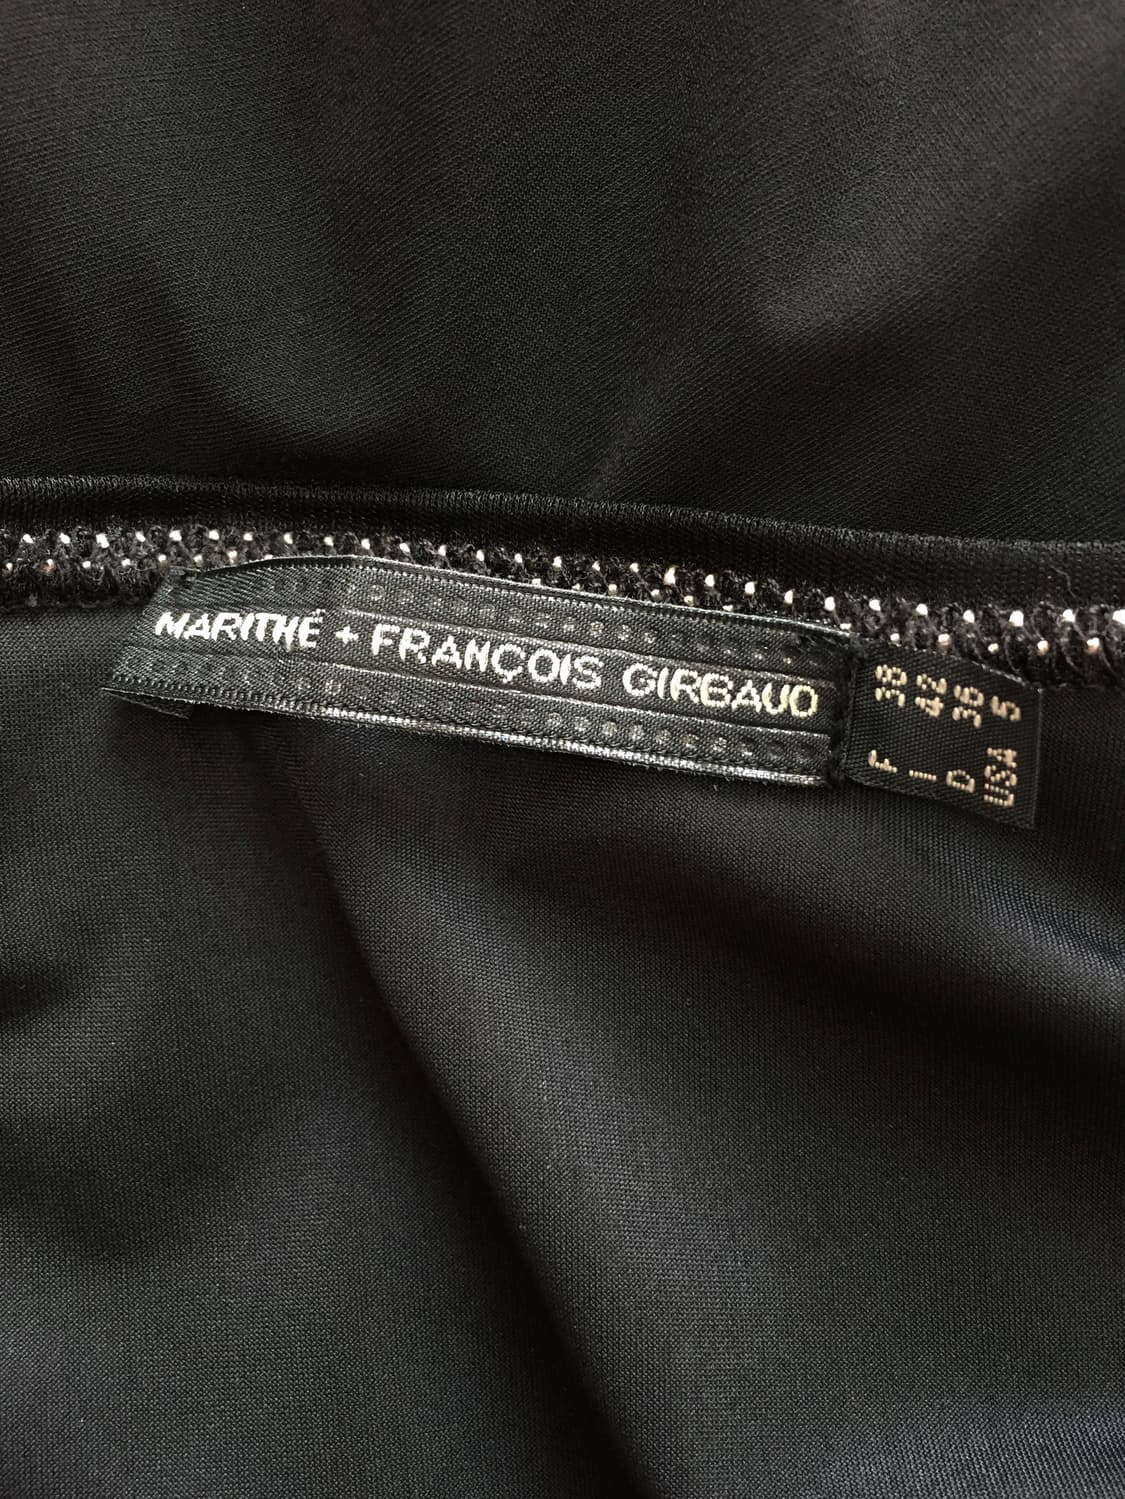 MARITHÉ + FRANÇOIS GIRBAUD
F 38
I 42
D 36
USA 5